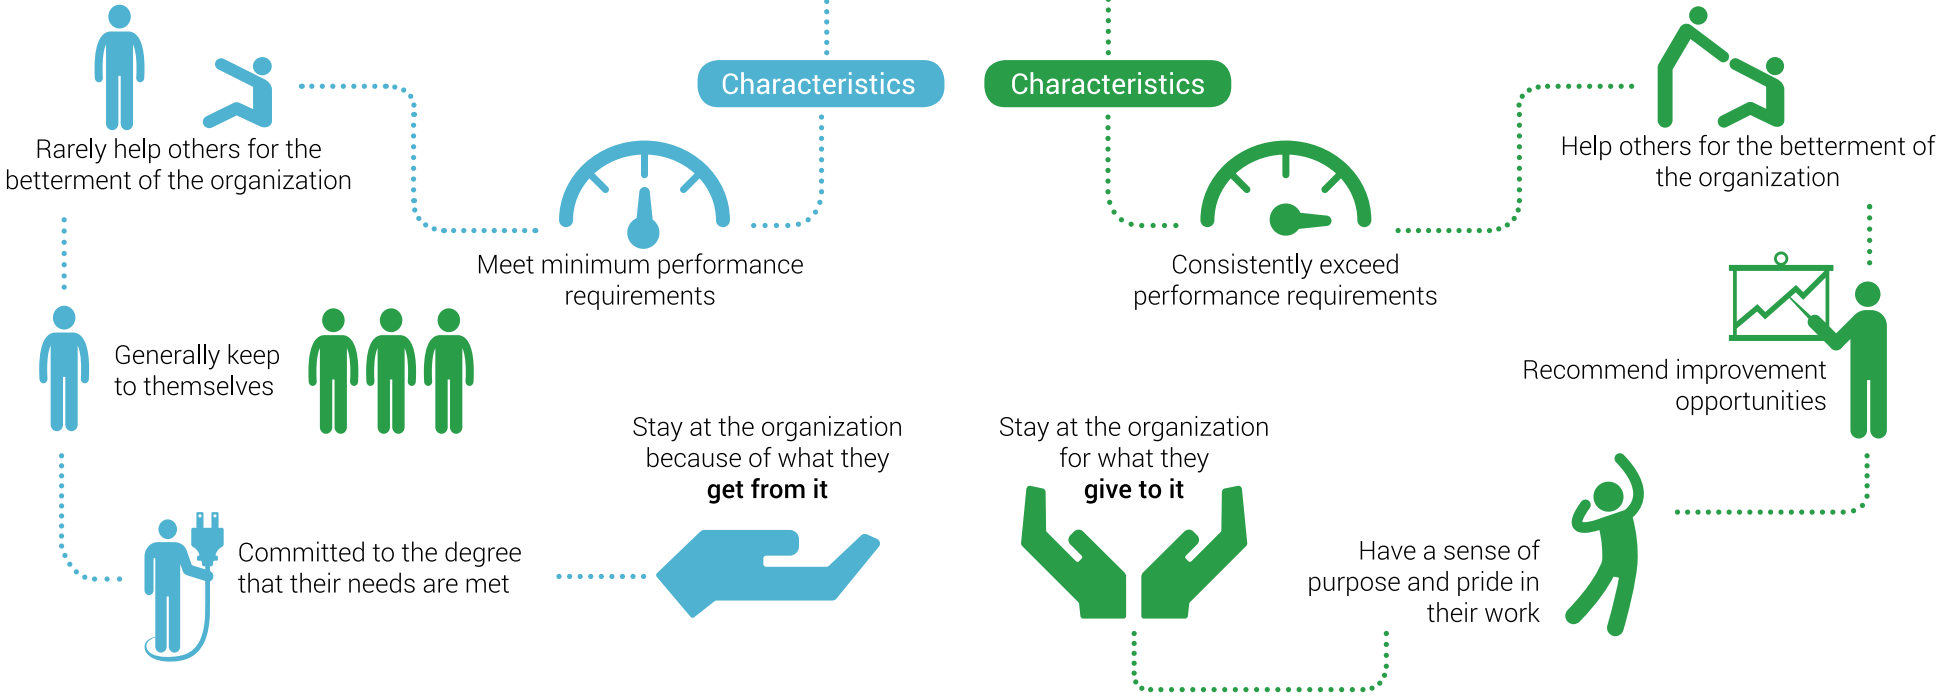 Characteristics
Meet minimum performance
requirements
Rarely help others for the
betterment of the organization
Generally keep
to themselves
Committed to the degree
that their needs are met
Stay at the organization
because of what they
get from it
Characteristics
Consistently exceed
performance requirements
Help others for the betterment of
the organization
Recommend improvement
opportunities
Have a sense of
purpose and pride in
their work
Stay at the organization
for what they
give to it